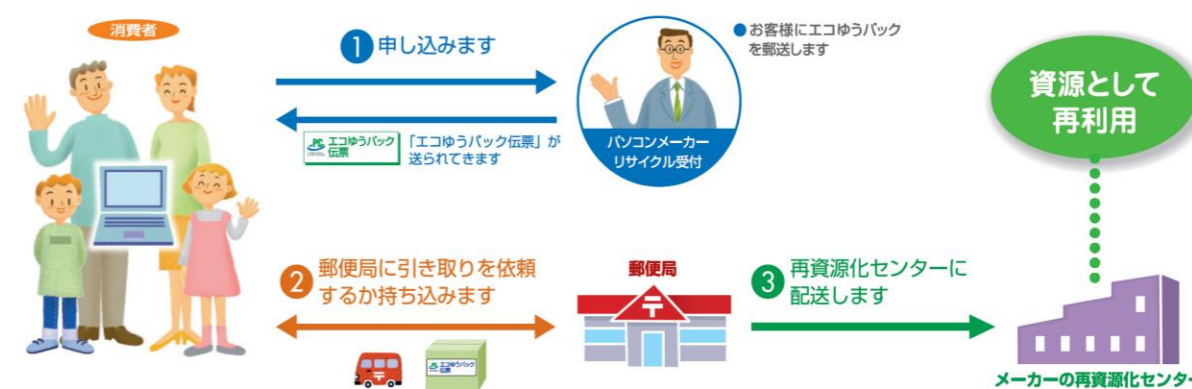 消費者
1 申し込みます
●お客様にエコゆうパック
を郵送します
エコゆうパック
伝票
「エコゆうパック伝票」が
送られてきます
パソコンメーカー
リサイクル受付
資源として
再利用
2 郵便局に引き取りを依頼
するか持ち込みます
エコゆうパック
伝票
郵便局
3 再資源化センターに
配送します
メーカーの再資源化センター